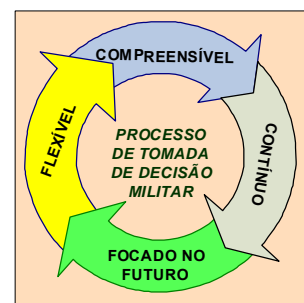 COMPREENSÍVEL
CONTÍNUO
FOCADO NO
FUTURO
FLEXÍVEL
PROCESSO
DE TOMADA
DE DECISÃO
MILITAR